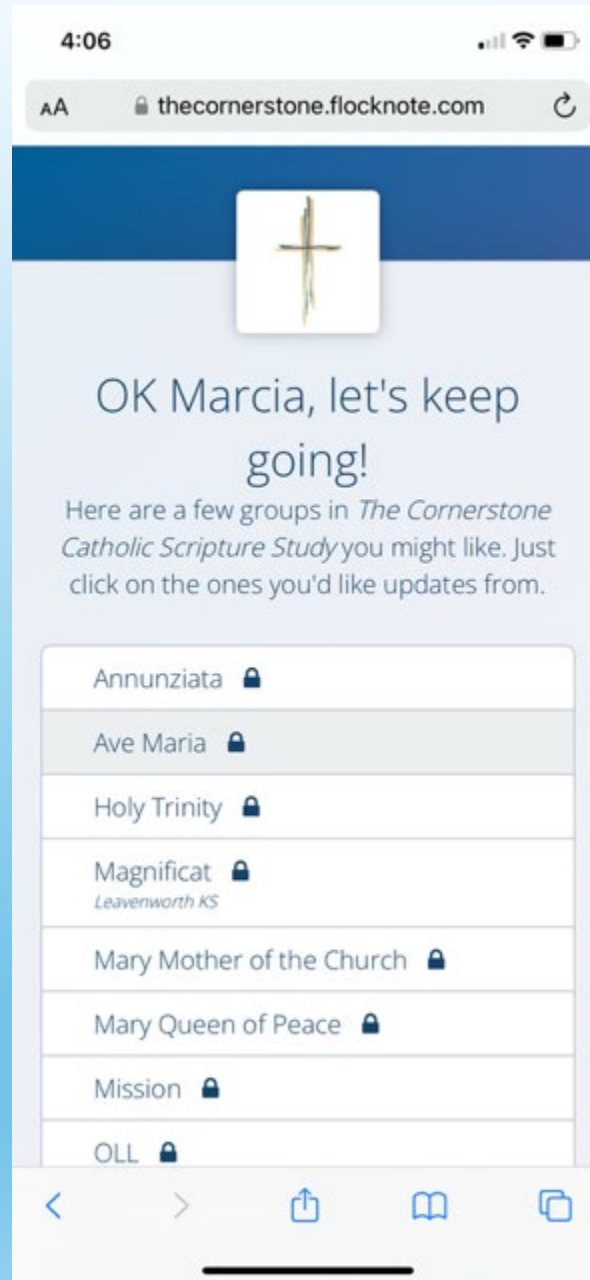 4:06
AA thecornerstone.flocknote.com
OK Marcia, let's keep
going!
Here are a few groups in The Cornerstone
Catholic Scripture Study you might like. Just
click on the ones you'd like updates from.
Annunziata
Ave Maria
Holy Trinity
Magnificat
Leavenworth KS
Mary Mother of the Church
Mary Queen of Peace
Mission
OLL